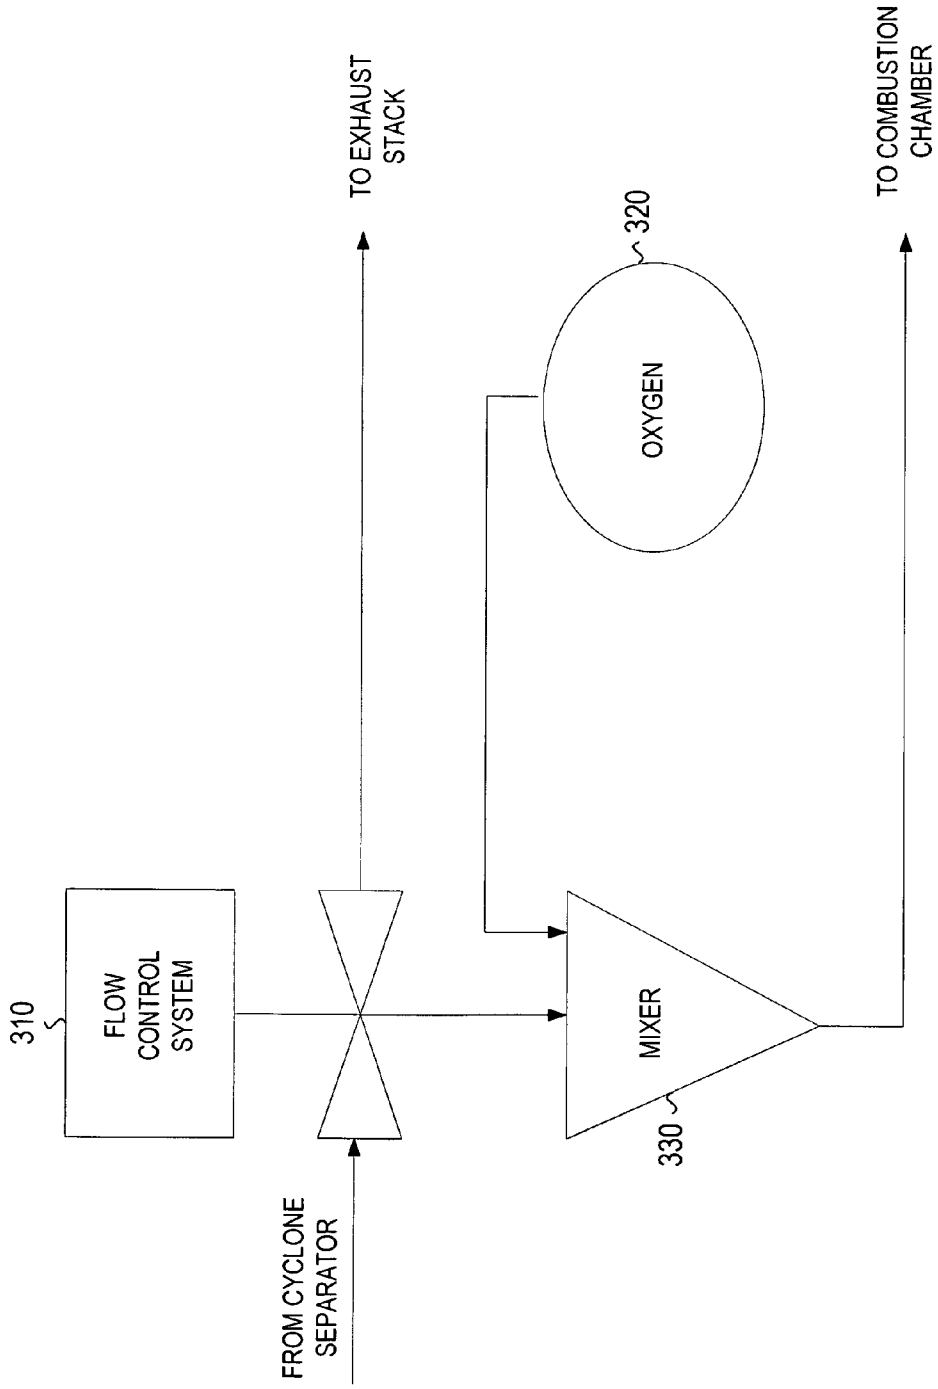 310
FLOW
CONTROL
SYSTEM
FROM CYCLONE
SEPARATOR
TO EXHAUST
STACK
320
OXYGEN
MIXER
330
TO COMBUSTION
CHAMBER